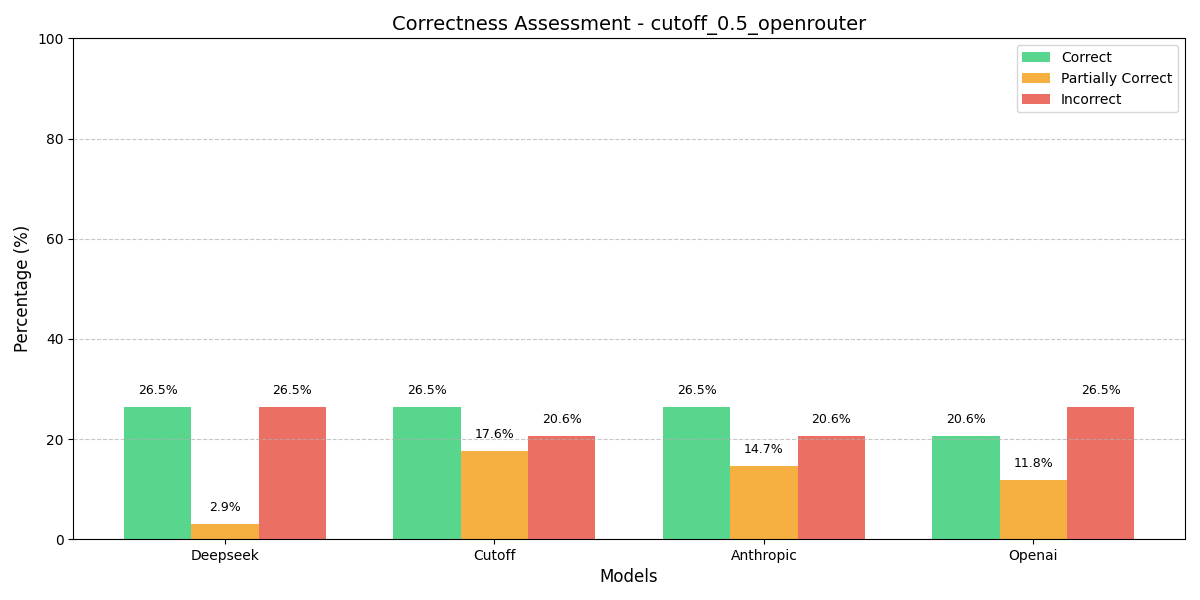 Correctness Assessment - cutoff_0.5_openrouter
100
80
60
40
20
0
Percentage (%)
Correct
Partially Correct
Incorrect
26.5%
2.9%
26.5%
26.5%
17.6%
20.6%
26.5%
14.7%
20.6%
20.6%
11.8%
26.5%
Deepseek
Cutoff
Anthropic
Openai
Models